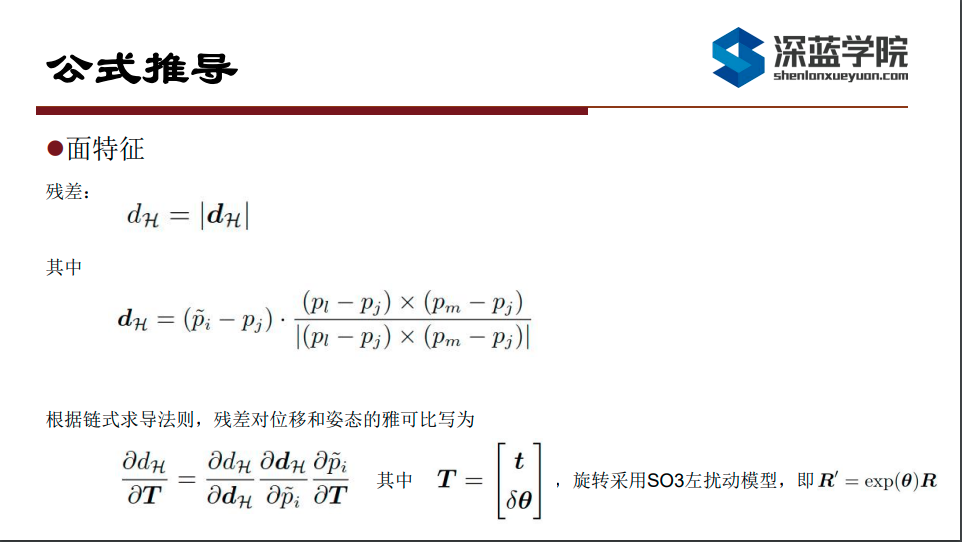 公式推导
深蓝学院
shenlanxueyuan.com
●面特征
残差：
$d_{\mathcal{H}} = |\boldsymbol{d}_{\mathcal{H}}|$
其中
$\boldsymbol{d}_{\mathcal{H}} = (\tilde{p}_i - p_j) \cdot \frac{(p_l - p_j) \times (p_m - p_j)}{|(p_l - p_j) \times (p_m - p_j)|}$
根据链式求导法则，残差对位移和姿态的雅可比写为
$\frac{\partial d_{\mathcal{H}}}{\partial \boldsymbol{T}} = \frac{\partial d_{\mathcal{H}}}{\partial \boldsymbol{d}_{\mathcal{H}}} \frac{\partial \boldsymbol{d}_{\mathcal{H}}}{\partial \tilde{p}_i} \frac{\partial \tilde{p}_i}{\partial \boldsymbol{T}}$ 其中 $\boldsymbol{T} = \begin{bmatrix} \boldsymbol{t} \\ \delta\boldsymbol{\theta} \end{bmatrix}$ ，旋转采用SO3左扰动模型，即 $\boldsymbol{R}' = \exp(\boldsymbol{\theta})\boldsymbol{R}$